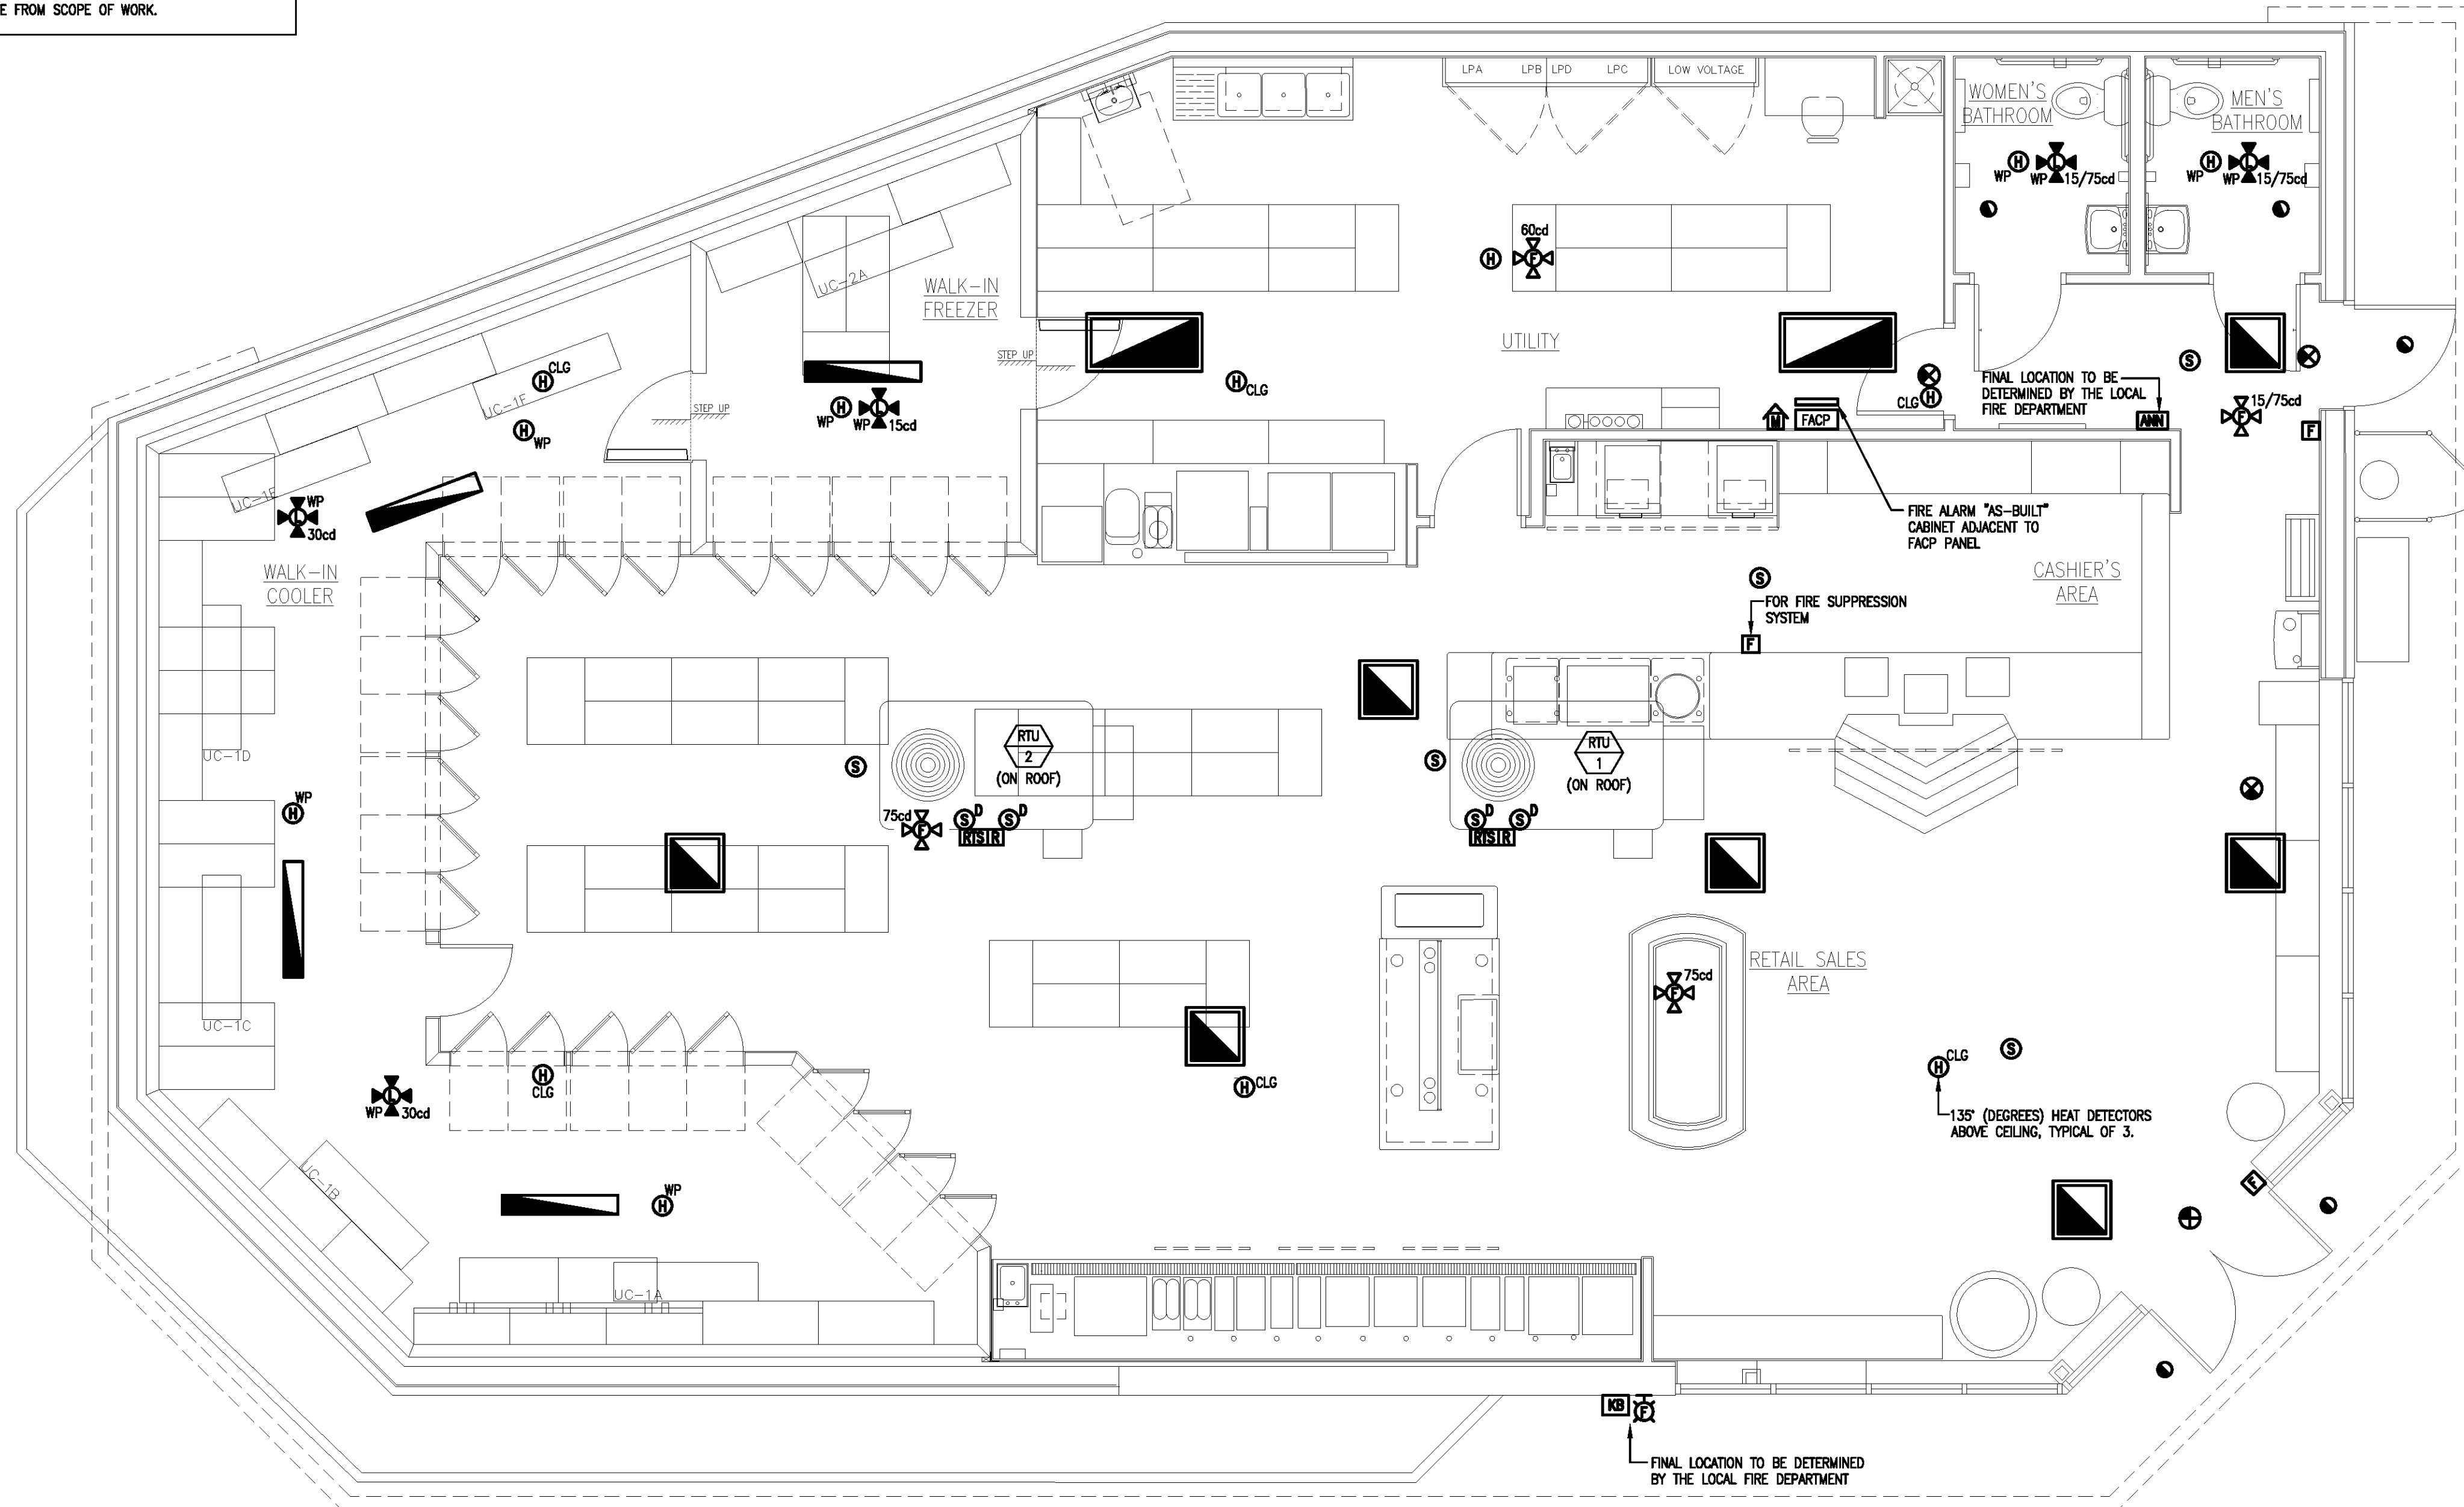 E FROM SCOPE OF WORK.
LPA
LPB
LPD
LPC
LOW VOLTAGE
WOMEN'S
BATHROOM
MEN'S
BATHROOM
H
L
WP
WP
15/75cd
H
L
WP
WP
15/75cd
60cd
H
F
UC-2A
WALK-IN
FREEZER
UTILITY
STEP UP
STEP UP
H
CLG
UC-1F
H
WP
H
L
WP
WP
15cd
H
CLG
S
CLG
H
FINAL LOCATION TO BE
DETERMINED BY THE LOCAL
FIRE DEPARTMENT
ANN
M
FACP
15/75cd
F
F
UC-1E
WP
L
30cd
WALK-IN
COOLER
FIRE ALARM "AS-BUILT"
CABINET ADJACENT TO
FACP PANEL
CASHIER'S
AREA
S
FOR FIRE SUPPRESSION
SYSTEM
F
UC-1D
S
RTU
2
(ON ROOF)
S
RTU
1
(ON ROOF)
WP
H
75cd
F
S
D
S
D
RTS
R
S
D
S
D
RTS
R
RETAIL SALES
AREA
75cd
F
UC-1C
L
WP
30cd
H
CLG
H
CLG
H
CLG
S
135° (DEGREES) HEAT DETECTORS
ABOVE CEILING, TYPICAL OF 3.
UC-1B
H
WP
F
UC-1A
KB
F
FINAL LOCATION TO BE DETERMINED
BY THE LOCAL FIRE DEPARTMENT